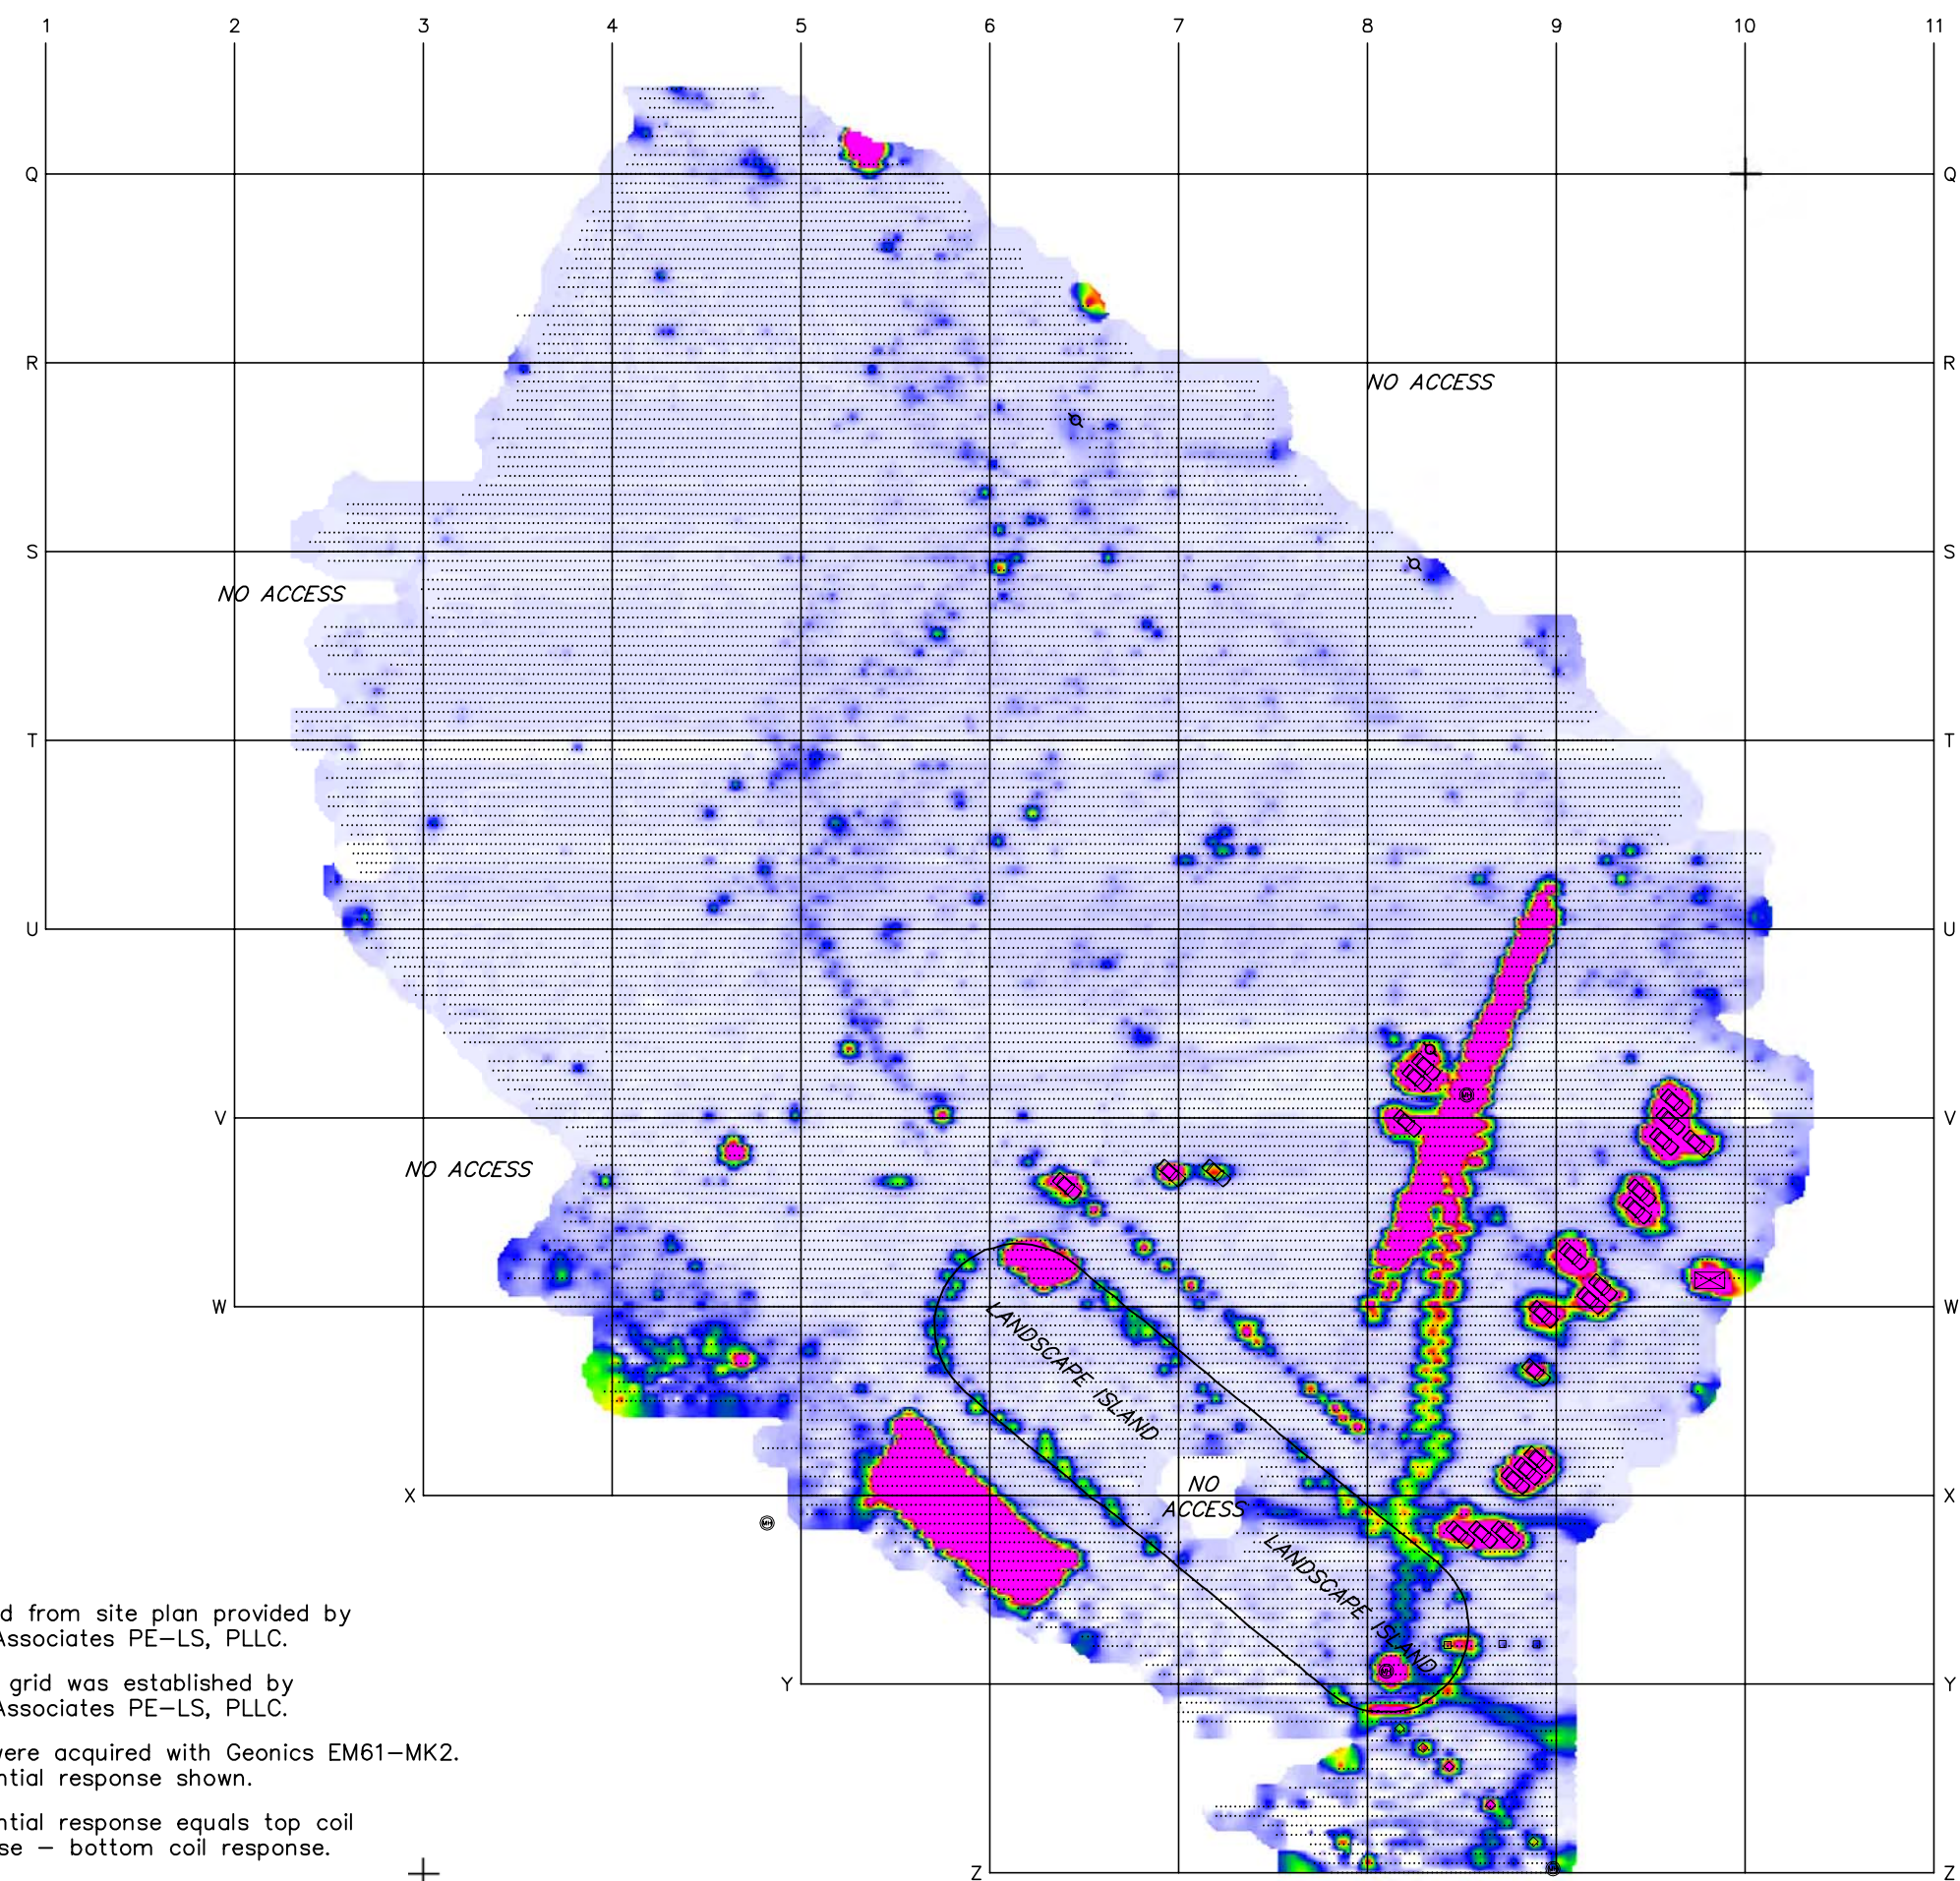 1 2 3 4 5 6 7 8 9 10 11
Q Q
R R
NO ACCESS
S S
NO ACCESS
T T
U U
V V
NO ACCESS
W W
LANDSCAPE ISLAND
NO
ACCESS
X X
MH
LANDSCAPE ISLAND
d from site plan provided by
Associates PE-LS, PLLC.
grid was established by
Associates PE-LS, PLLC.
Y Y
were acquired with Geonics EM61-MK2.
ntial response shown.
ntial response equals top coil
se - bottom coil response.
Z Z